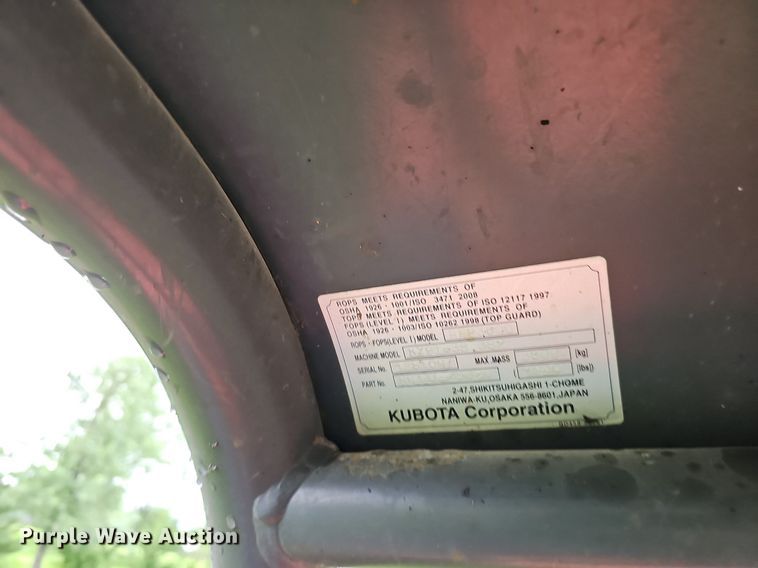 ROPS MEETS REQUIREMENTS OF
OSHA 1926 - 1001/ISO 3471 2008
TOPS MEETS REQUIREMENTS OF ISO 12117 1997
FOPS(LEVEL I) MEETS REQUIREMENTS OF
OSHA 1926 - 1003/ISO 10262 1998 (TOP GUARD)
ROPS - FOPS(LEVEL I) MODEL
MACHINE MODEL
SERIAL No. MAX MASS [kg]
PART No. [lbs]
2-47,SHIKITSUHIGASHI 1-CHOME
NANIWA-KU,OSAKA 556-8601,JAPAN
KUBOTA Corporation
Purple Wave Auction